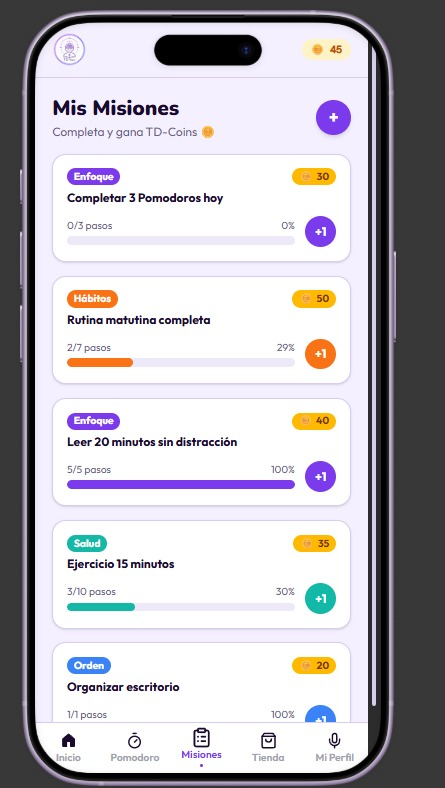 45
Mis Misiones
Completa y gana TD-Coins
+
Enfoque 30
Completar 3 Pomodoros hoy
0/3 pasos 0%
+1
Hábitos 50
Rutina matutina completa
2/7 pasos 29%
+1
Enfoque 40
Leer 20 minutos sin distracción
5/5 pasos 100%
+1
Salud 35
Ejercicio 15 minutos
3/10 pasos 30%
+1
Orden 20
Organizar escritorio
1/1 pasos 100%
+1
Inicio Pomodoro Misiones Tienda Mi Perfil